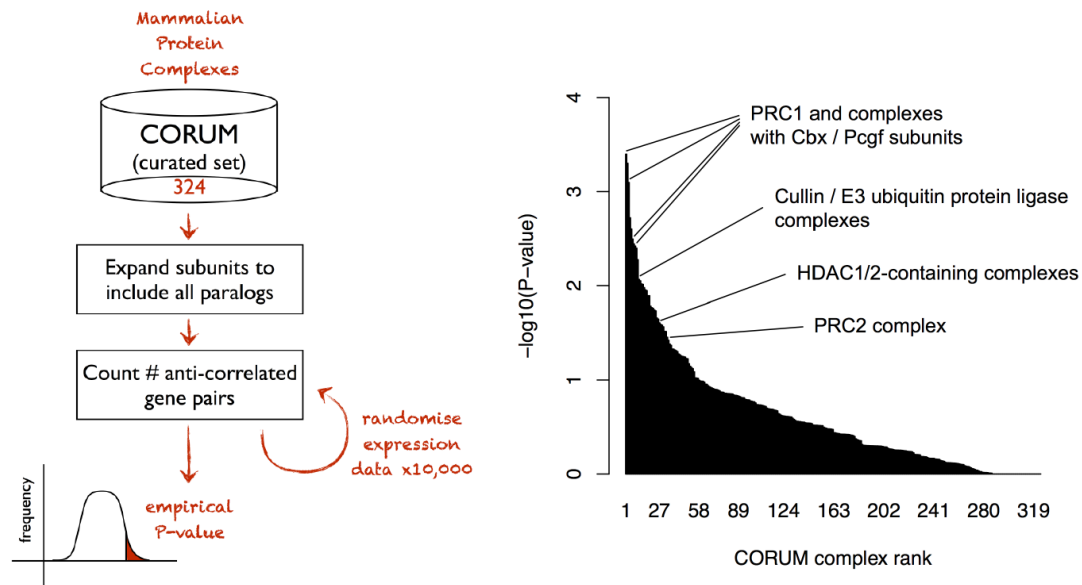 Mammalian
Protein
Complexes
CORUM
(curated set)
324
Expand subunits to
include all paralogs
Count # anti-correlated
gene pairs
randomise
expression
data x10,000
empirical
P-value
frequency
−log10(P−value)
4
3
2
1
0
PRC1 and complexes
with Cbx / Pcgf subunits
Cullin / E3 ubiquitin protein ligase
complexes
HDAC1/2-containing complexes
PRC2 complex
1 27 58 89 124 163 202 241 280 319
CORUM complex rank